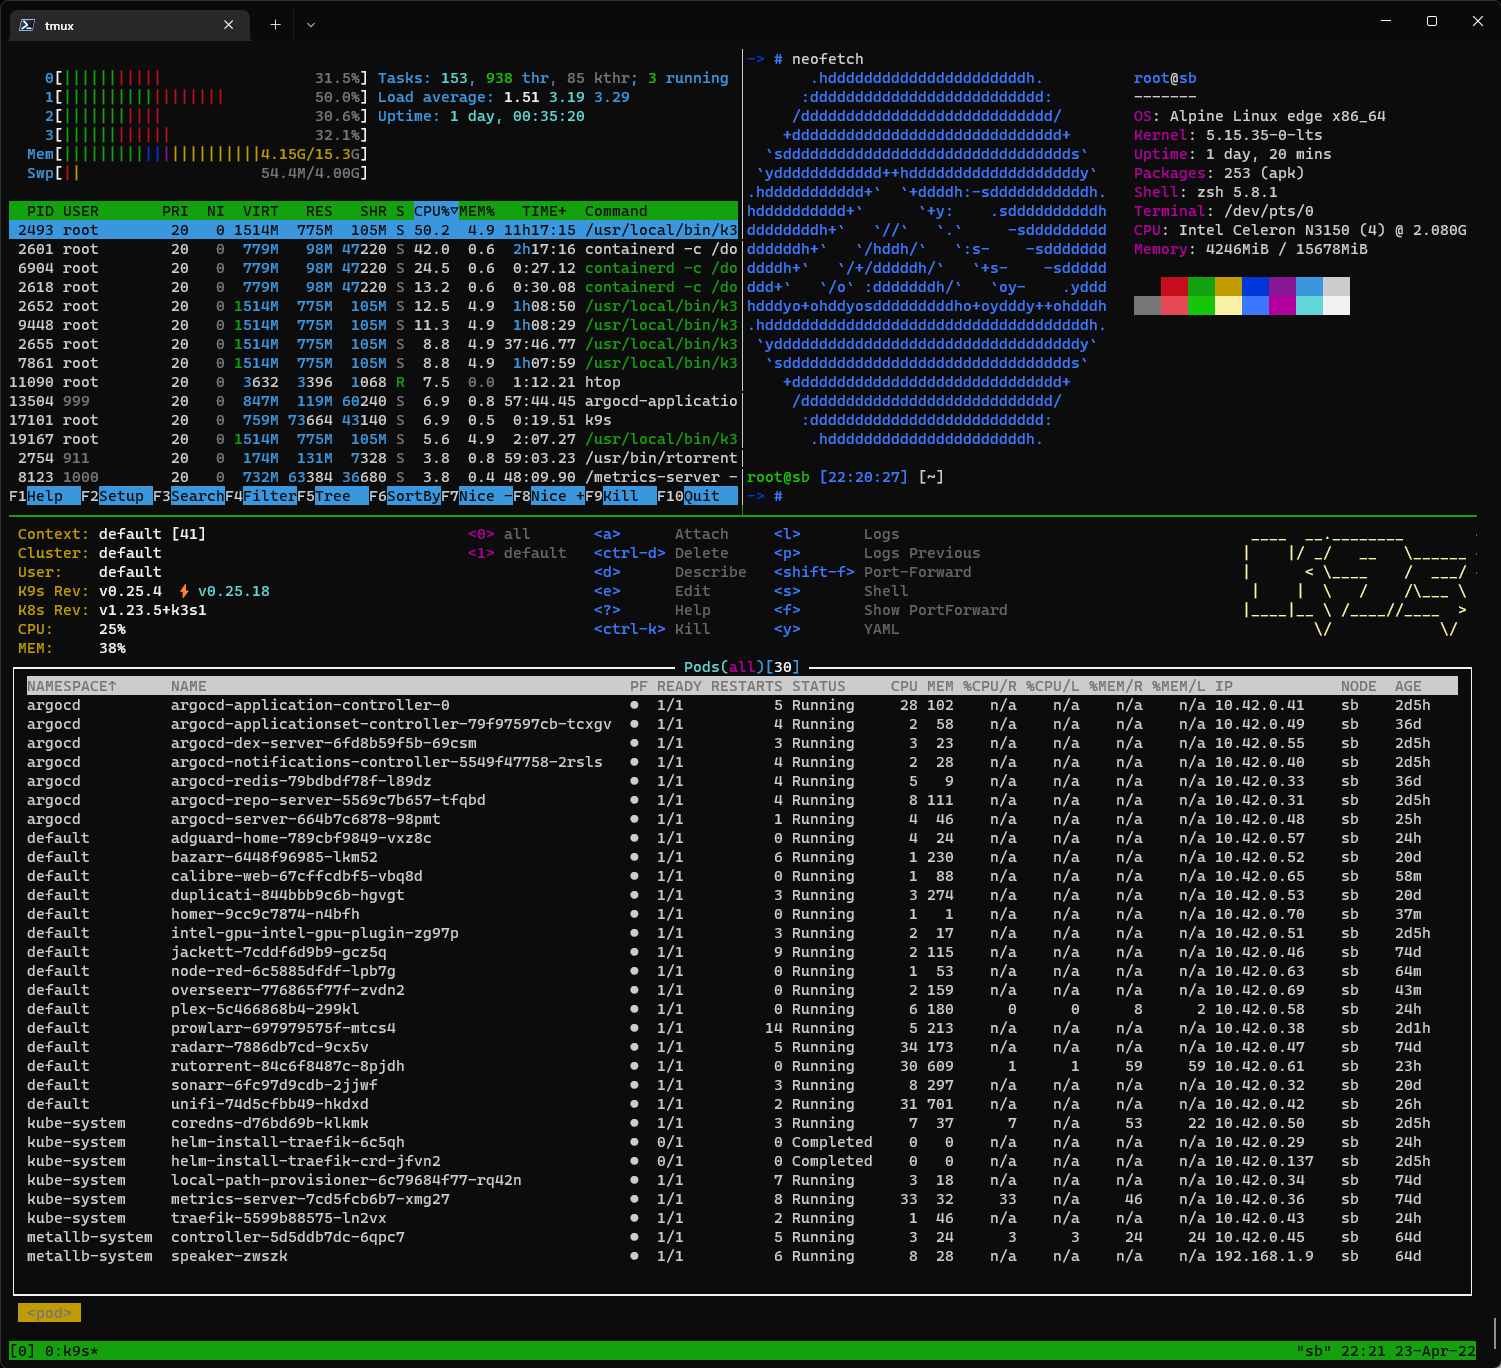 tmux
0[||||||||||| 31.5%]
1[|||||||||||||||||| 50.0%]
2[||||||||||| 30.6%]
3[|||||||||||| 32.1%]
Mem[||||||||||||||||||||||4.15G/15.3G]
Swp[|| 54.4M/4.00G]
Tasks: 153, 938 thr, 85 kthr; 3 running
Load average: 1.51 3.19 3.29
Uptime: 1 day, 00:35:20
PID USER PRI NI VIRT RES SHR S CPU%▽MEM% TIME+ Command
2493 root 20 0 1514M 775M 105M S 50.2 4.9 11h17:15 /usr/local/bin/k3
2601 root 20 0 779M 98M 47220 S 42.0 0.6 2h17:16 containerd -c /do
6904 root 20 0 779M 98M 47220 S 24.5 0.6 0:27.12 containerd -c /do
2618 root 20 0 779M 98M 47220 S 13.2 0.6 0:30.08 containerd -c /do
2652 root 20 0 1514M 775M 105M S 12.5 4.9 1h08:50 /usr/local/bin/k3
9448 root 20 0 1514M 775M 105M S 11.3 4.9 1h08:29 /usr/local/bin/k3
2655 root 20 0 1514M 775M 105M S 8.8 4.9 37:46.77 /usr/local/bin/k3
7861 root 20 0 1514M 775M 105M S 8.8 4.9 1h07:59 /usr/local/bin/k3
11090 root 20 0 3632 3396 1068 R 7.5 0.0 1:12.21 htop
13504 999 20 0 847M 119M 60240 S 6.9 0.8 57:44.45 argocd-applicatio
17101 root 20 0 759M 73664 43140 S 6.9 0.5 0:19.51 k9s
19167 root 20 0 1514M 775M 105M S 5.6 4.9 2:07.27 /usr/local/bin/k3
2754 911 20 0 174M 131M 7328 S 3.8 0.8 59:03.23 /usr/bin/rtorrent
8123 1000 20 0 732M 63384 36680 S 3.8 0.4 48:09.90 /metrics-server -
F1Help F2Setup F3SearchF4FilterF5Tree F6SortByF7Nice -F8Nice +F9Kill F10Quit
-> # neofetch
root@sb
-------
OS: Alpine Linux edge x86_64
Kernel: 5.15.35-0-lts
Uptime: 1 day, 20 mins
Packages: 253 (apk)
Shell: zsh 5.8.1
Terminal: /dev/pts/0
CPU: Intel Celeron N3150 (4) @ 2.080G
Memory: 4246MiB / 15678MiB
root@sb [22:20:27] [~]
-> #
Context: default [41]
Cluster: default
User: default
K9s Rev: v0.25.4 ⚡v0.25.18
K8s Rev: v1.23.5+k3s1
CPU: 25%
MEM: 38%
<0> all
<1> default
<a> Attach
<ctrl-d> Delete
<d> Describe
<e> Edit
<?> Help
<ctrl-k> Kill
<l> Logs
<p> Logs Previous
<shift-f> Port-Forward
<s> Shell
<f> Show PortForward
<y> YAML
Pods(all)[30]
NAMESPACE↑ NAME PF READY RESTARTS STATUS CPU MEM %CPU/R %CPU/L %MEM/R %MEM/L IP NODE AGE
argocd argocd-application-controller-0 ● 1/1 5 Running 28 102 n/a n/a n/a n/a 10.42.0.41 sb 2d5h
argocd argocd-applicationset-controller-79f97597cb-tcxgv ● 1/1 4 Running 2 58 n/a n/a n/a n/a 10.42.0.49 sb 36d
argocd argocd-dex-server-6fd8b59f5b-69csm ● 1/1 3 Running 3 23 n/a n/a n/a n/a 10.42.0.55 sb 2d5h
argocd argocd-notifications-controller-5549f47758-2rsls ● 1/1 4 Running 2 28 n/a n/a n/a n/a 10.42.0.40 sb 2d5h
argocd argocd-redis-79bdbdf78f-l89dz ● 1/1 4 Running 5 9 n/a n/a n/a n/a 10.42.0.33 sb 36d
argocd argocd-repo-server-5569c7b657-tfqbd ● 1/1 4 Running 8 111 n/a n/a n/a n/a 10.42.0.31 sb 2d5h
argocd argocd-server-664b7c6878-98pmt ● 1/1 1 Running 4 46 n/a n/a n/a n/a 10.42.0.48 sb 25h
default adguard-home-789cbf9849-vxz8c ● 1/1 0 Running 4 24 n/a n/a n/a n/a 10.42.0.57 sb 24h
default bazarr-6448f96985-lkm52 ● 1/1 6 Running 1 230 n/a n/a n/a n/a 10.42.0.52 sb 20d
default calibre-web-67cffcdbf5-vbq8d ● 1/1 0 Running 1 88 n/a n/a n/a n/a 10.42.0.65 sb 58m
default duplicati-844bbb9c6b-hgvgt ● 1/1 3 Running 3 274 n/a n/a n/a n/a 10.42.0.53 sb 20d
default homer-9cc9c7874-n4bfh ● 1/1 0 Running 1 1 n/a n/a n/a n/a 10.42.0.70 sb 37m
default intel-gpu-intel-gpu-plugin-zg97p ● 1/1 3 Running 2 17 n/a n/a n/a n/a 10.42.0.51 sb 2d5h
default jackett-7cddf6d9b9-gcz5q ● 1/1 9 Running 2 115 n/a n/a n/a n/a 10.42.0.46 sb 74d
default node-red-6c5885dfdf-lpb7g ● 1/1 0 Running 1 53 n/a n/a n/a n/a 10.42.0.63 sb 64m
default overseerr-776865f77f-zvdn2 ● 1/1 0 Running 2 159 n/a n/a n/a n/a 10.42.0.69 sb 43m
default plex-5c466868b4-299kl ● 1/1 0 Running 6 180 0 0 8 2 10.42.0.58 sb 24h
default prowlarr-697979575f-mtcs4 ● 1/1 14 Running 5 213 n/a n/a n/a n/a 10.42.0.38 sb 2d1h
default radarr-7886db7cd-9cx5v ● 1/1 5 Running 34 173 n/a n/a n/a n/a 10.42.0.47 sb 74d
default rutorrent-84c6f8487c-8pjdh ● 1/1 0 Running 30 609 1 1 59 59 10.42.0.61 sb 23h
default sonarr-6fc97d9cdb-2jjwf ● 1/1 3 Running 8 297 n/a n/a n/a n/a 10.42.0.32 sb 20d
default unifi-74d5cfbb49-hkdxd ● 1/1 2 Running 31 701 n/a n/a n/a n/a 10.42.0.42 sb 26h
kube-system coredns-d76bd69b-klkmk ● 1/1 3 Running 7 37 7 n/a 53 22 10.42.0.50 sb 2d5h
kube-system helm-install-traefik-6c5qh ● 0/1 0 Completed 0 0 n/a n/a n/a n/a 10.42.0.29 sb 24h
kube-system helm-install-traefik-crd-jfvn2 ● 0/1 0 Completed 0 0 n/a n/a n/a n/a 10.42.0.137 sb 2d5h
kube-system local-path-provisioner-6c79684f77-rq42n ● 1/1 7 Running 3 18 n/a n/a n/a n/a 10.42.0.34 sb 74d
kube-system metrics-server-7cd5fcb6b7-xmg27 ● 1/1 8 Running 33 32 33 n/a 46 n/a 10.42.0.36 sb 74d
kube-system traefik-5599b88575-ln2vx ● 1/1 2 Running 1 46 n/a n/a n/a n/a 10.42.0.43 sb 24h
metallb-system controller-5d5ddb7dc-6qpc7 ● 1/1 5 Running 3 24 3 3 24 24 10.42.0.45 sb 64d
metallb-system speaker-zwszk ● 1/1 6 Running 8 28 n/a n/a n/a n/a 192.168.1.9 sb 64d
<pod>
[0] 0:k9s* "sb" 22:21 23-Apr-22